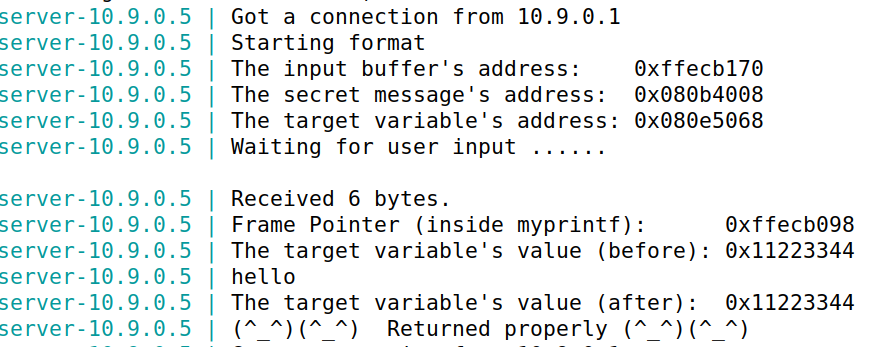 server-10.9.0.5 | Got a connection from 10.9.0.1
server-10.9.0.5 | Starting format
server-10.9.0.5 | The input buffer's address:    0xffecb170
server-10.9.0.5 | The secret message's address:  0x080b4008
server-10.9.0.5 | The target variable's address: 0x080e5068
server-10.9.0.5 | Waiting for user input ......
server-10.9.0.5 | Received 6 bytes.
server-10.9.0.5 | Frame Pointer (inside myprintf):      0xffecb098
server-10.9.0.5 | The target variable's value (before): 0x11223344
server-10.9.0.5 | hello
server-10.9.0.5 | The target variable's value (after):  0x11223344
server-10.9.0.5 | (^_^)(^_^)  Returned properly (^_^)(^_^)